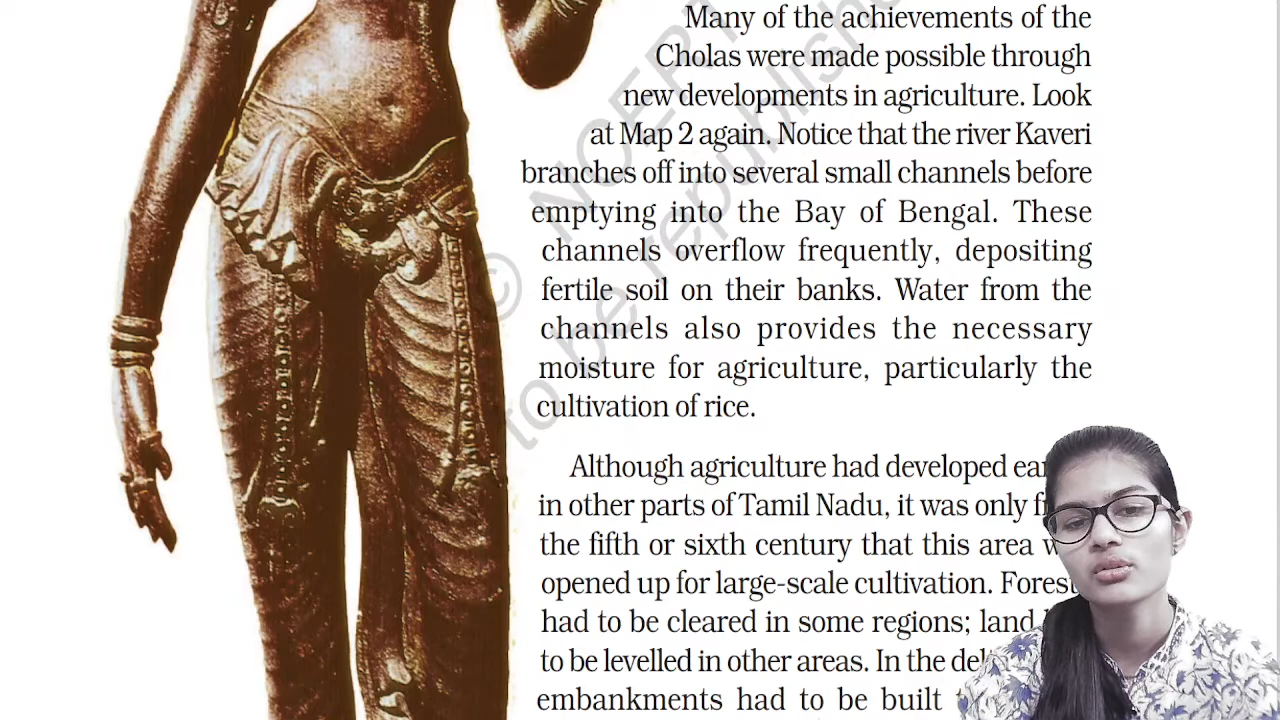 Many of the achievements of the
Cholas were made possible through
new developments in agriculture. Look
at Map 2 again. Notice that the river Kaveri
branches off into several small channels before
emptying into the Bay of Bengal. These
channels overflow frequently, depositing
fertile soil on their banks. Water from the
channels also provides the necessary
moisture for agriculture, particularly the
cultivation of rice.
Although agriculture had developed
in other parts of Tamil Nadu, it was only
the fifth or sixth century that this area
opened up for large-scale cultivation. Forests
had to be cleared in some regions; land
to be levelled in other areas. In the
embankments had to be built
© NCERT
to be republished